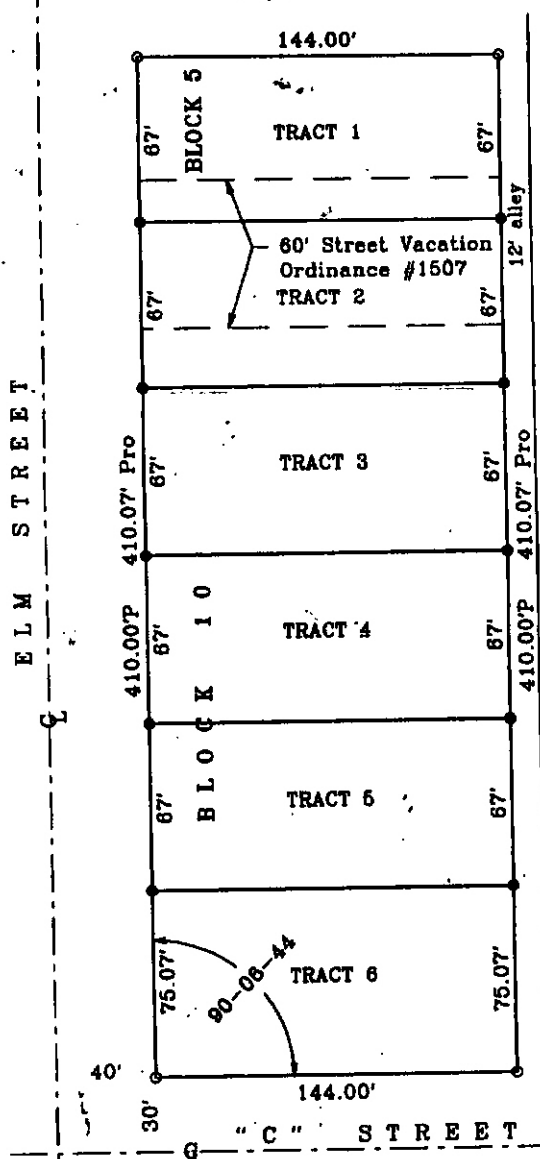 144.00'
BLOCK 5
TRACT 1
67'
67'
60' Street Vacation
Ordinance #1507
12' alley
TRACT 2
67'
67'
ELM STREET
TRACT 3
67'
67'
410.07' Pro
410.07' Pro
BLOCK 10
TRACT 4
67'
67'
410.00'P
410.00'P
CL
TRACT 5
67'
67'
TRACT 6
75.07'
75.07'
90-06-44
40'
144.00'
30'
"C" STREET